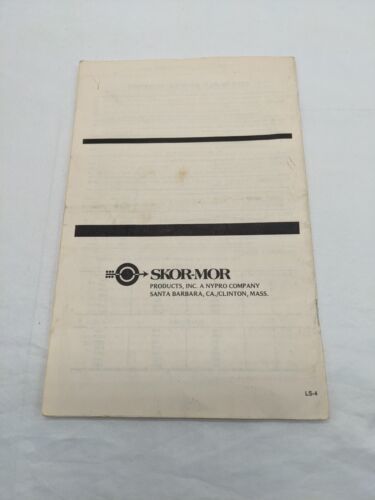 SKOR-MOR
PRODUCTS, INC. A NYPRO COMPANY
SANTA BARBARA, CA./CLINTON, MASS.
LS-4